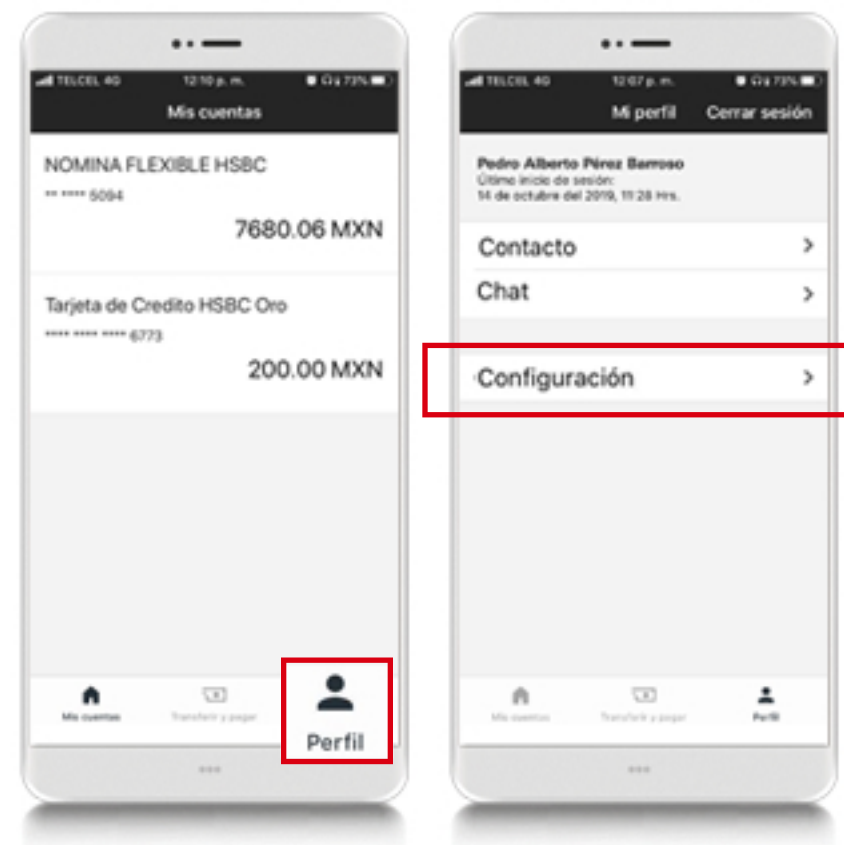 TELCEL 4G 12:10 p. m. 73%
Mis cuentas
NOMINA FLEXIBLE HSBC
** **** 5094
7680.06 MXN
Tarjeta de Credito HSBC Oro
**** **** **** 6773
200.00 MXN
Mis cuentas
Transferir y pagar
Perfil
TELCEL 4G 12:07 p. m. 73%
Mi perfil Cerrar sesión
Pedro Alberto Pérez Barroso
Último inicio de sesión:
14 de octubre del 2019, 11:28 Hrs.
Contacto
Chat
Configuración
Mis cuentas
Transferir y pagar
Perfil